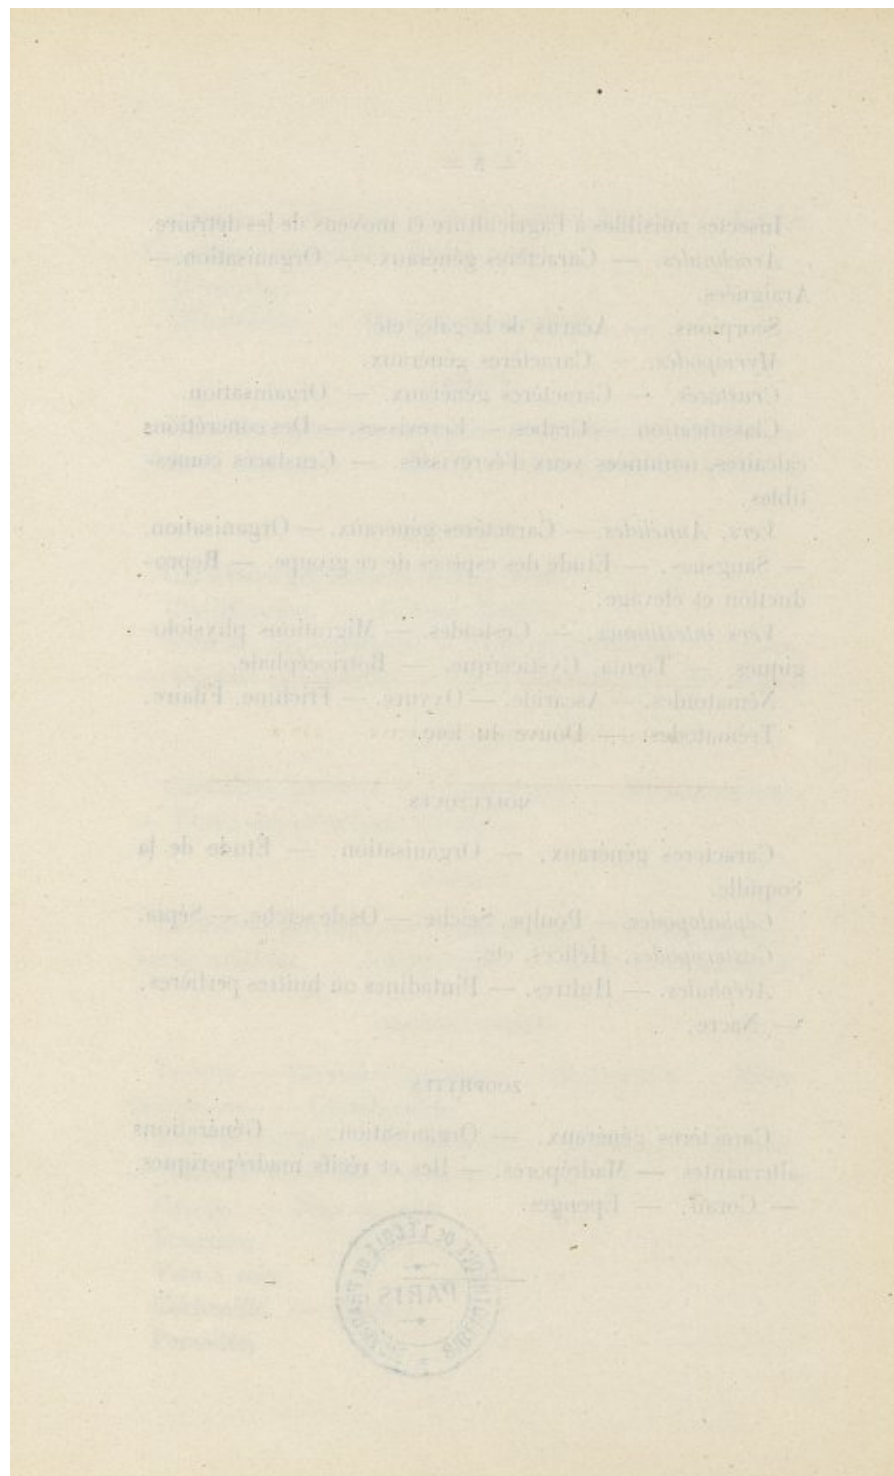 — 8 —
Insectes nuisibles à l'agriculture et moyens de les détruire.
Arachnides. — Caractères généraux. — Organisation. —
Araignées.
Scorpions. — Acarus de la gale, etc.
Myriapodes. — Caractères généraux.
Crustacés. — Caractères généraux. — Organisation.
Classification. — Crabes. — Écrevisses. — Des concrétions
calcaires, nommées yeux d'écrevisses. — Crustacés comes-
tibles.
Vers. Annélides. — Caractères généraux. — Organisation.
— Sangsues. — Étude des espèces de ce groupe. — Repro-
duction et élevage.
Vers intestinaux. — Cestoïdes. — Migrations physiolo-
giques. — Tœnia, Cysticerque. — Botriocéphale.
Nématoïdes. — Ascaride. — Oxyure. — Trichine, Filaire.
Trématodes. — Douve du foie.
MOLLUSQUES
Caractères généraux. — Organisation. — Étude de la
Coquille.
Céphalopodes. — Poulpe, Seiche. — Os de seiche. — Sépia.
Gastéropodes. Hélices, etc.
Acéphales. — Huîtres. — Pintadines ou huîtres perlières.
— Nacre.
ZOOPHYTES
Caractères généraux. — Organisation. — Générations
alternantes. — Madrépores. — Iles et récifs madréporiques.
— Corail. — Éponges.
PARIS